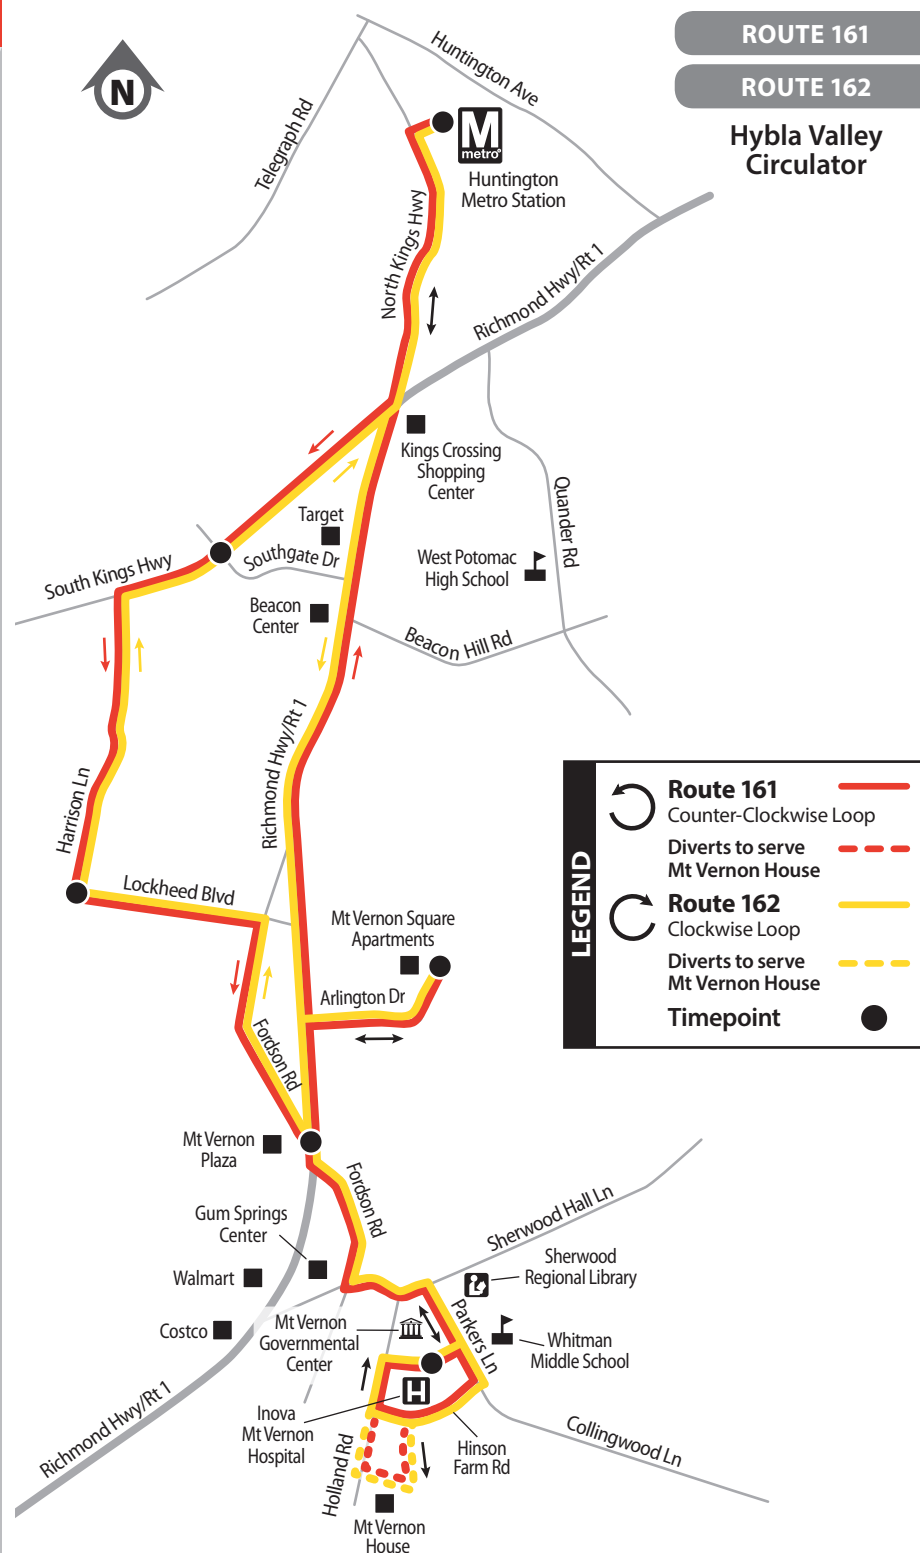 ROUTE 161
ROUTE 162
Hybla Valley
Circulator
N
Huntington Ave
Telegraph Rd
M
metro®
Huntington
Metro Station
North Kings Hwy
Richmond Hwy/Rt 1
Kings Crossing
Shopping
Center
Quander Rd
Target
Southgate Dr
West Potomac
High School
South Kings Hwy
Beacon
Center
Beacon Hill Rd
Richmond Hwy/Rt 1
Harrison Ln
Lockheed Blvd
LEGEND
Route 161
Counter-Clockwise Loop
Diverts to serve
Mt Vernon House
Route 162
Clockwise Loop
Diverts to serve
Mt Vernon House
Timepoint
Mt Vernon Square
Apartments
Arlington Dr
Fordson Rd
Mt Vernon
Plaza
Fordson Rd
Gum Springs
Center
Sherwood Hall Ln
Sherwood
Regional Library
Walmart
Costco
Mt Vernon
Governmental
Center
Parkers Ln
Whitman
Middle School
H
Inova
Mt Vernon
Hospital
Richmond Hwy/Rt 1
Holland Rd
Hinson
Farm Rd
Collingwood Ln
Mt Vernon
House